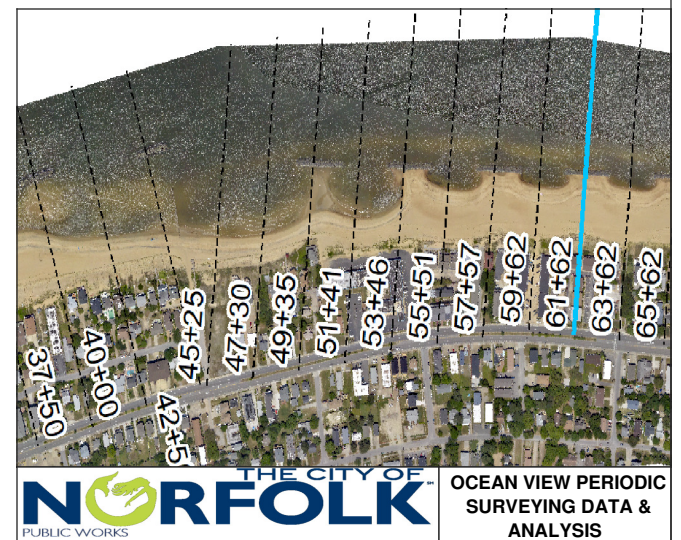 37+50
40+00
42+5
45+25
47+30
49+35
51+41
53+46
55+51
57+57
59+62
61+62
63+62
65+62
THE CITY OF
NORFOLK
SM
PUBLIC WORKS
OCEAN VIEW PERIODIC
SURVEYING DATA &
ANALYSIS